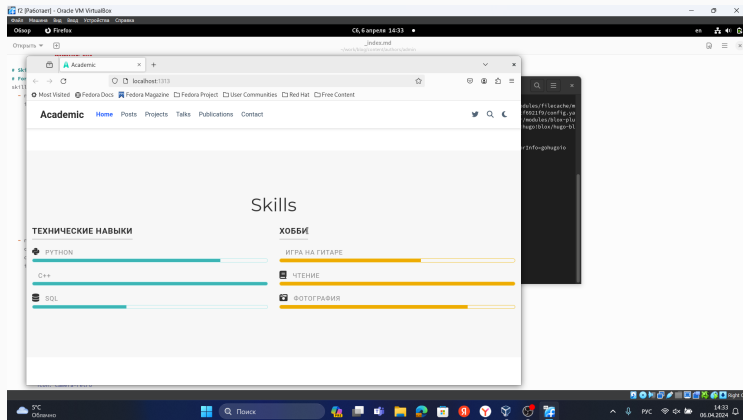 f2 [Работает] - Oracle VM VirtualBox
Файл Машина Вид Ввод Устройства Справка
Обзор Firefox Сб, 6 апреля 14:33 en
Открыть _index.md
Academic
localhost:1313
Most Visited Fedora Docs Fedora Magazine Fedora Project User Communities Red Hat Free Content
Academic Home Posts Projects Talks Publications Contact
Skills
ТЕХНИЧЕСКИЕ НАВЫКИ ХОББИ
PYTHON ИГРА НА ГИТАРЕ
C++ ЧТЕНИЕ
SQL ФОТОГРАФИЯ
Right
5°C
Облачно
Поиск
РУС
14:33
06.04.2024